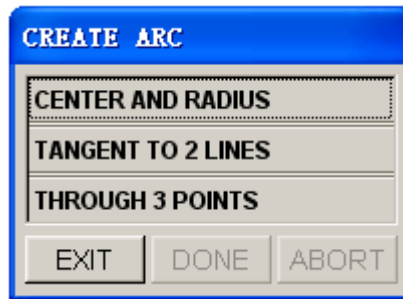 CREATE ARC
CENTER AND RADIUS
TANGENT TO 2 LINES
THROUGH 3 POINTS
EXIT DONE ABORT